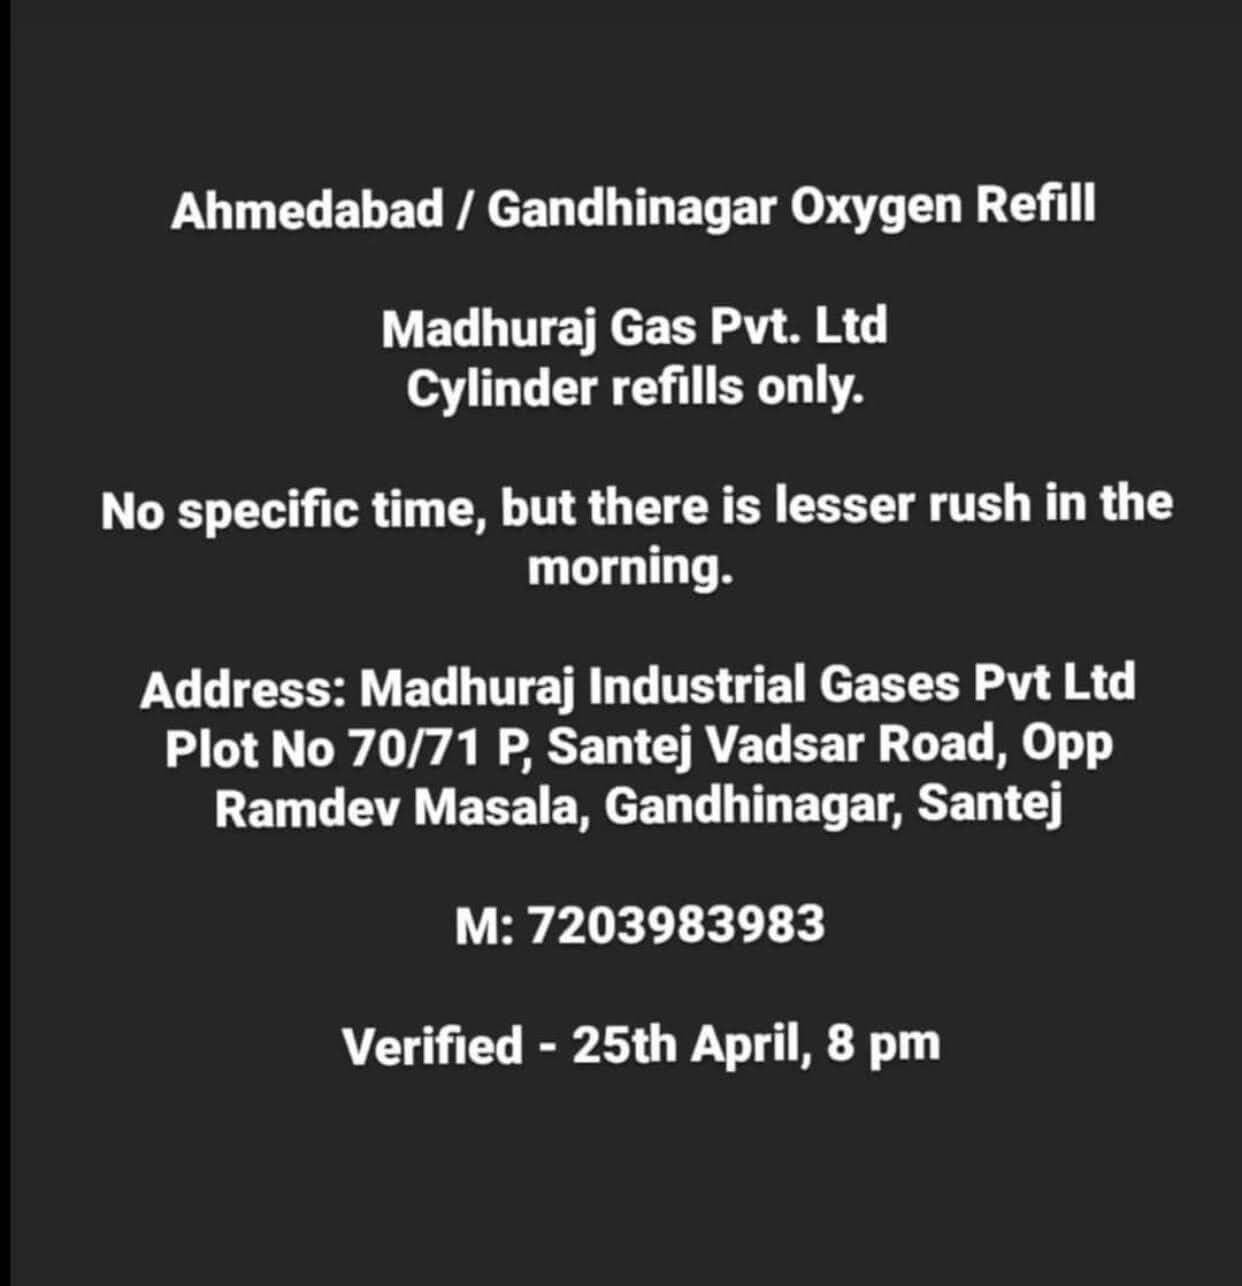 Ahmedabad / Gandhinagar Oxygen Refill
Madhuraj Gas Pvt. Ltd
Cylinder refills only.
No specific time, but there is lesser rush in the
morning.
Address: Madhuraj Industrial Gases Pvt Ltd
Plot No 70/71 P, Santej Vadsar Road, Opp
Ramdev Masala, Gandhinagar, Santej
M: 7203983983
Verified - 25th April, 8 pm